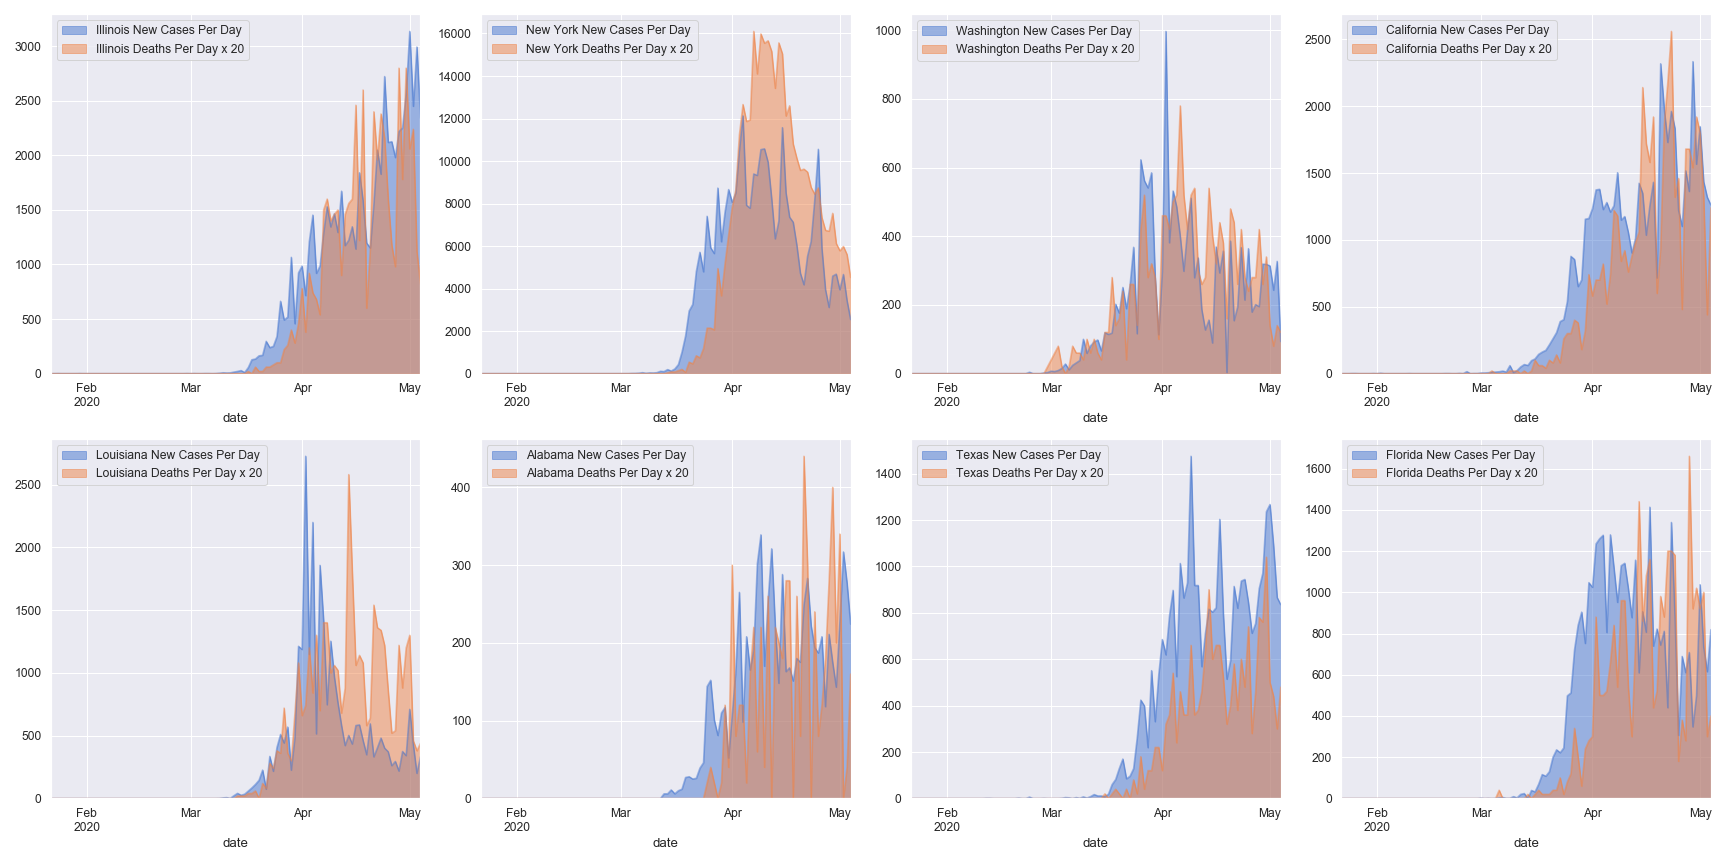 Illinois New Cases Per Day
Illinois Deaths Per Day x 20
3000
2500
2000
1500
1000
500
0
Feb
2020
Mar
Apr
May
date
New York New Cases Per Day
New York Deaths Per Day x 20
16000
14000
12000
10000
8000
6000
4000
2000
0
Feb
2020
Mar
Apr
May
date
Washington New Cases Per Day
Washington Deaths Per Day x 20
1000
800
600
400
200
0
Feb
2020
Mar
Apr
May
date
California New Cases Per Day
California Deaths Per Day x 20
2500
2000
1500
1000
500
0
Feb
2020
Mar
Apr
May
date
Louisiana New Cases Per Day
Louisiana Deaths Per Day x 20
2500
2000
1500
1000
500
0
Feb
2020
Mar
Apr
May
date
Alabama New Cases Per Day
Alabama Deaths Per Day x 20
400
300
200
100
0
Feb
2020
Mar
Apr
May
date
Texas New Cases Per Day
Texas Deaths Per Day x 20
1400
1200
1000
800
600
400
200
0
Feb
2020
Mar
Apr
May
date
Florida New Cases Per Day
Florida Deaths Per Day x 20
1600
1400
1200
1000
800
600
400
200
0
Feb
2020
Mar
Apr
May
date